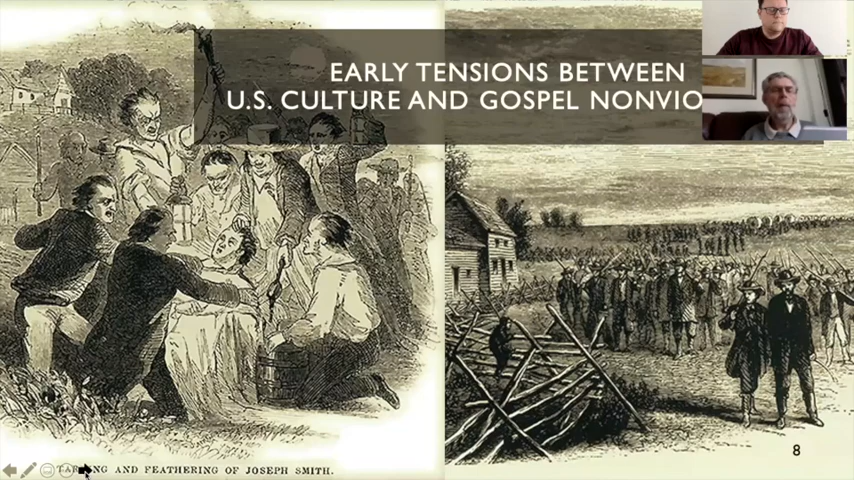 EARLY TENSIONS BETWEEN
U.S. CULTURE AND GOSPEL NONVIO
8
AND FEATHERING OF JOSEPH SMITH.